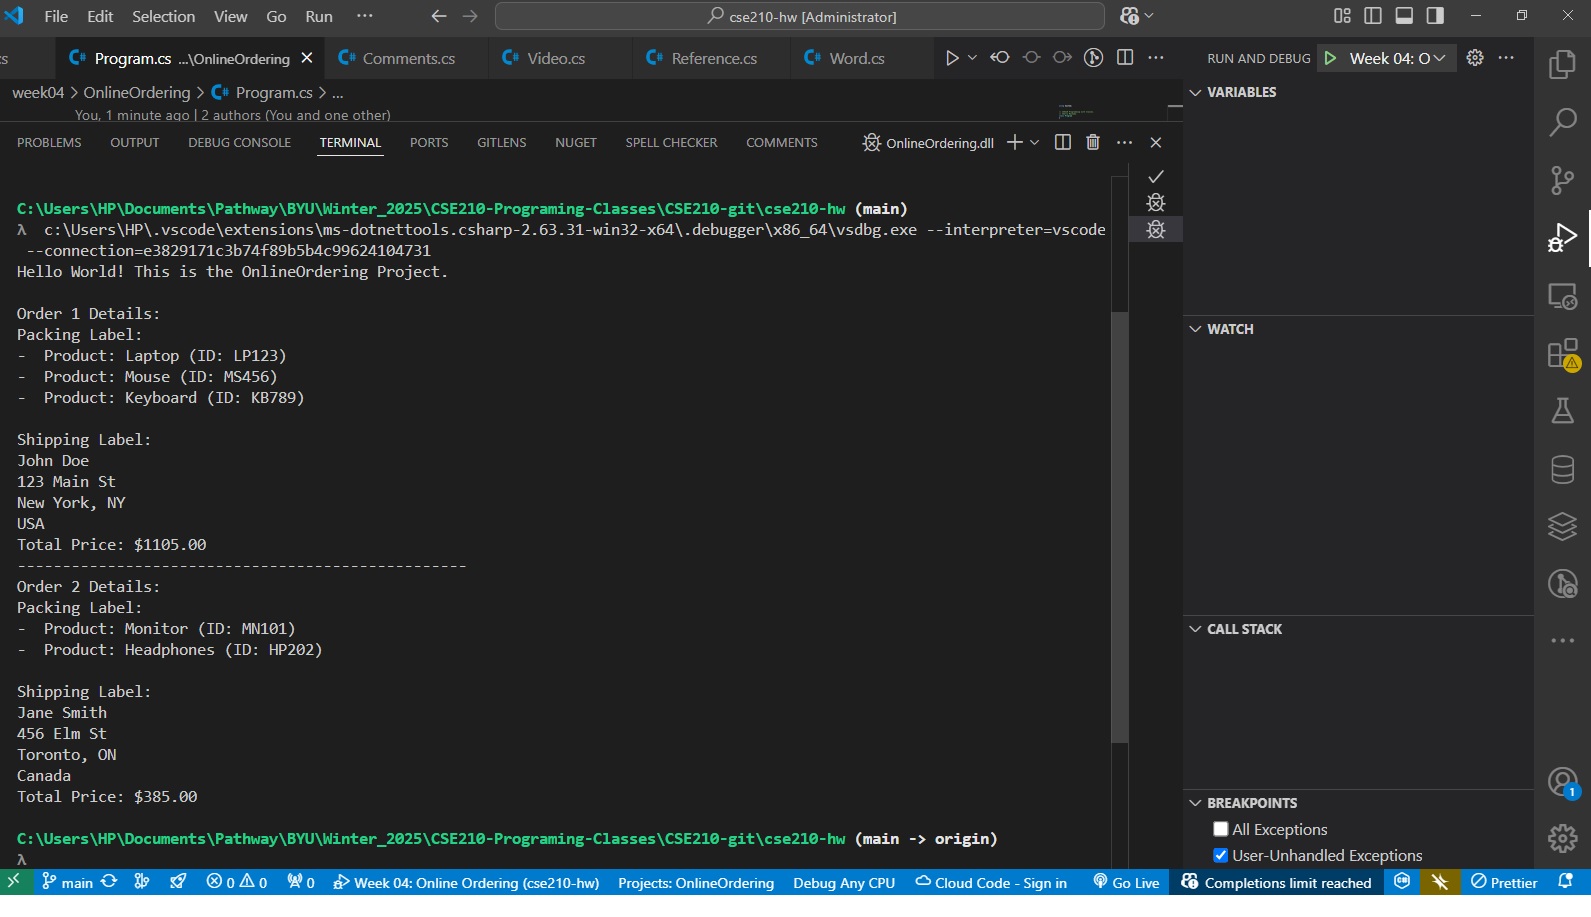 File Edit Selection View Go Run ··· cse210-hw [Administrator]
cs Program.cs ...\OnlineOrdering Comments.cs Video.cs Reference.cs Word.cs RUN AND DEBUG Week 04: O
week04 > OnlineOrdering > Program.cs > ...
You, 1 minute ago | 2 authors (You and one other)
PROBLEMS OUTPUT DEBUG CONSOLE TERMINAL PORTS GITLENS NUGET SPELL CHECKER COMMENTS OnlineOrdering.dll
C:\Users\HP\Documents\Pathway\BYU\Winter_2025\CSE210-Programing-Classes\CSE210-git\cse210-hw (main)
λ c:\Users\HP\.vscode\extensions\ms-dotnettools.csharp-2.63.31-win32-x64\.debugger\x86_64\vsdbg.exe --interpreter=vscode
--connection=e3829171c3b74f89b5b4c99624104731
Hello World! This is the OnlineOrdering Project.
Order 1 Details:
Packing Label:
- Product: Laptop (ID: LP123)
- Product: Mouse (ID: MS456)
- Product: Keyboard (ID: KB789)
Shipping Label:
John Doe
123 Main St
New York, NY
USA
Total Price: $1105.00
--------------------------------------------------
Order 2 Details:
Packing Label:
- Product: Monitor (ID: MN101)
- Product: Headphones (ID: HP202)
Shipping Label:
Jane Smith
456 Elm St
Toronto, ON
Canada
Total Price: $385.00
C:\Users\HP\Documents\Pathway\BYU\Winter_2025\CSE210-Programing-Classes\CSE210-git\cse210-hw (main -> origin)
λ
VARIABLES
WATCH
CALL STACK
BREAKPOINTS
All Exceptions
User-Unhandled Exceptions
1
main 0 0 0 Week 04: Online Ordering (cse210-hw) Projects: OnlineOrdering Debug Any CPU Cloud Code - Sign in Go Live Completions limit reached Prettier